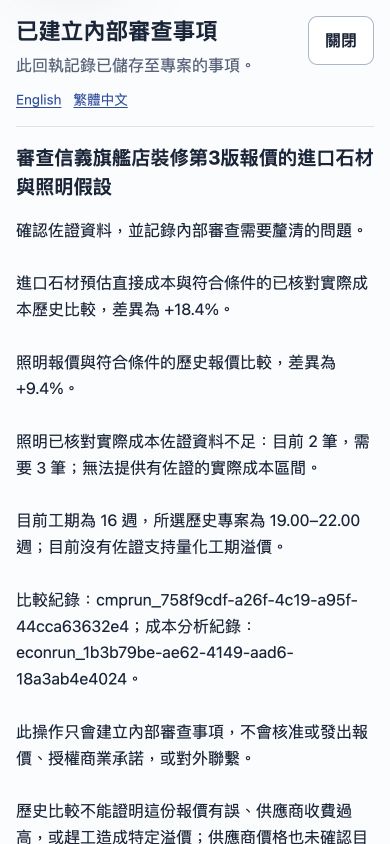 已建立內部審查事項
關閉
此回執記錄已儲存至專案的事項。
English 繁體中文
審查信義旗艦店裝修第3版報價的進口石材
與照明假設
確認佐證資料，並記錄內部審查需要釐清的問題。
進口石材預估直接成本與符合條件的已核對實際成
本歷史比較，差異為 +18.4%。
照明報價與符合條件的歷史報價比較，差異為
+9.4%。
照明已核對實際成本佐證資料不足：目前 2 筆，需
要 3 筆；無法提供有佐證的實際成本區間。
目前工期為 16 週，所選歷史專案為 19.00–22.00
週；目前沒有佐證支持量化工期溢價。
比較紀錄：cmprun_758f9cdf-a26f-4c19-a95f-
44cca63632e4；成本分析紀錄：
econrun_1b3b79be-ae62-4149-aad6-
18a3ab4e4024。
此操作只會建立內部審查事項，不會核准或發出報
價、授權商業承諾，或對外聯繫。
歷史比較不能證明這份報價有誤、供應商收費過
高，或趕工造成特定溢價；供應商價格也未確認目